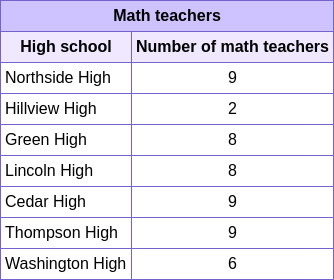 Math teachers
High school Number of math teachers
Northside High 9
Hillview High 2
Green High 8
Lincoln High 8
Cedar High 9
Thompson High 9
Washington High 6